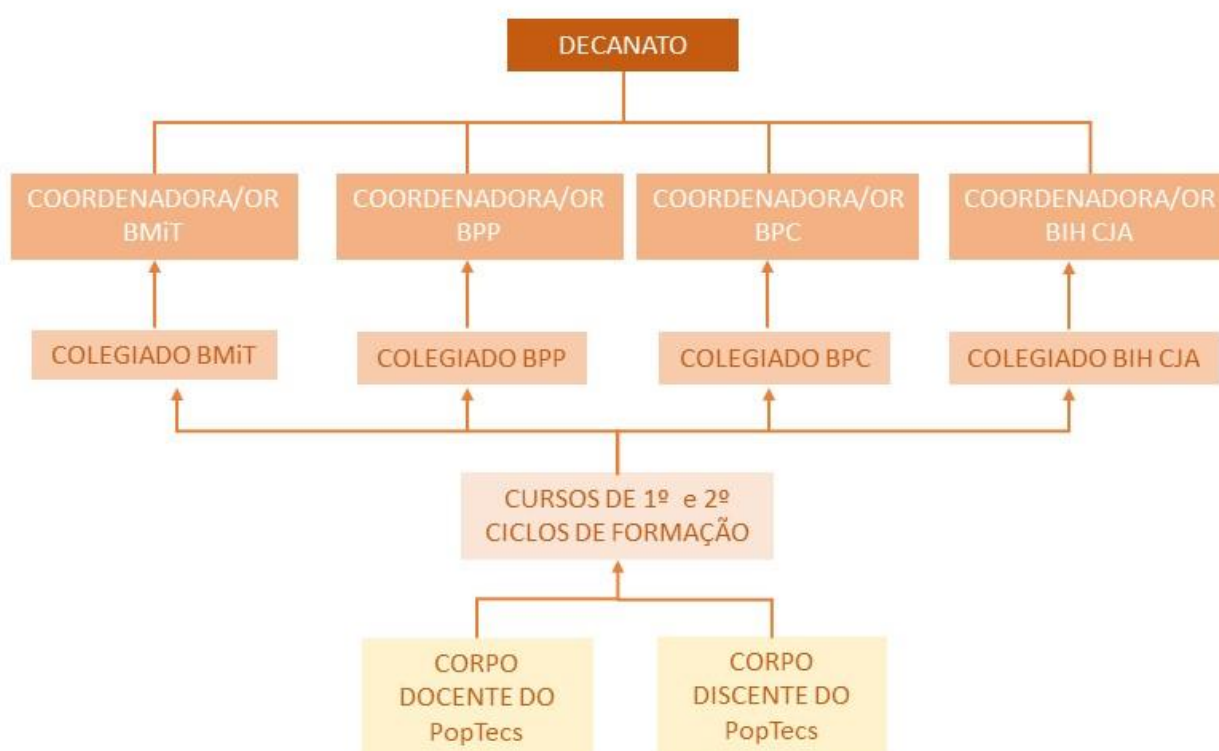 DECANATO
COORDENADORA/OR
BMiT
COORDENADORA/OR
BPP
COORDENADORA/OR
BPC
COORDENADORA/OR
BIH CJA
COLEGIADO BMiT
COLEGIADO BPP
COLEGIADO BPC
COLEGIADO BIH CJA
CURSOS DE 1º e 2º
CICLOS DE FORMAÇÃO
CORPO
DOCENTE DO
PopTecs
CORPO
DISCENTE DO
PopTecs